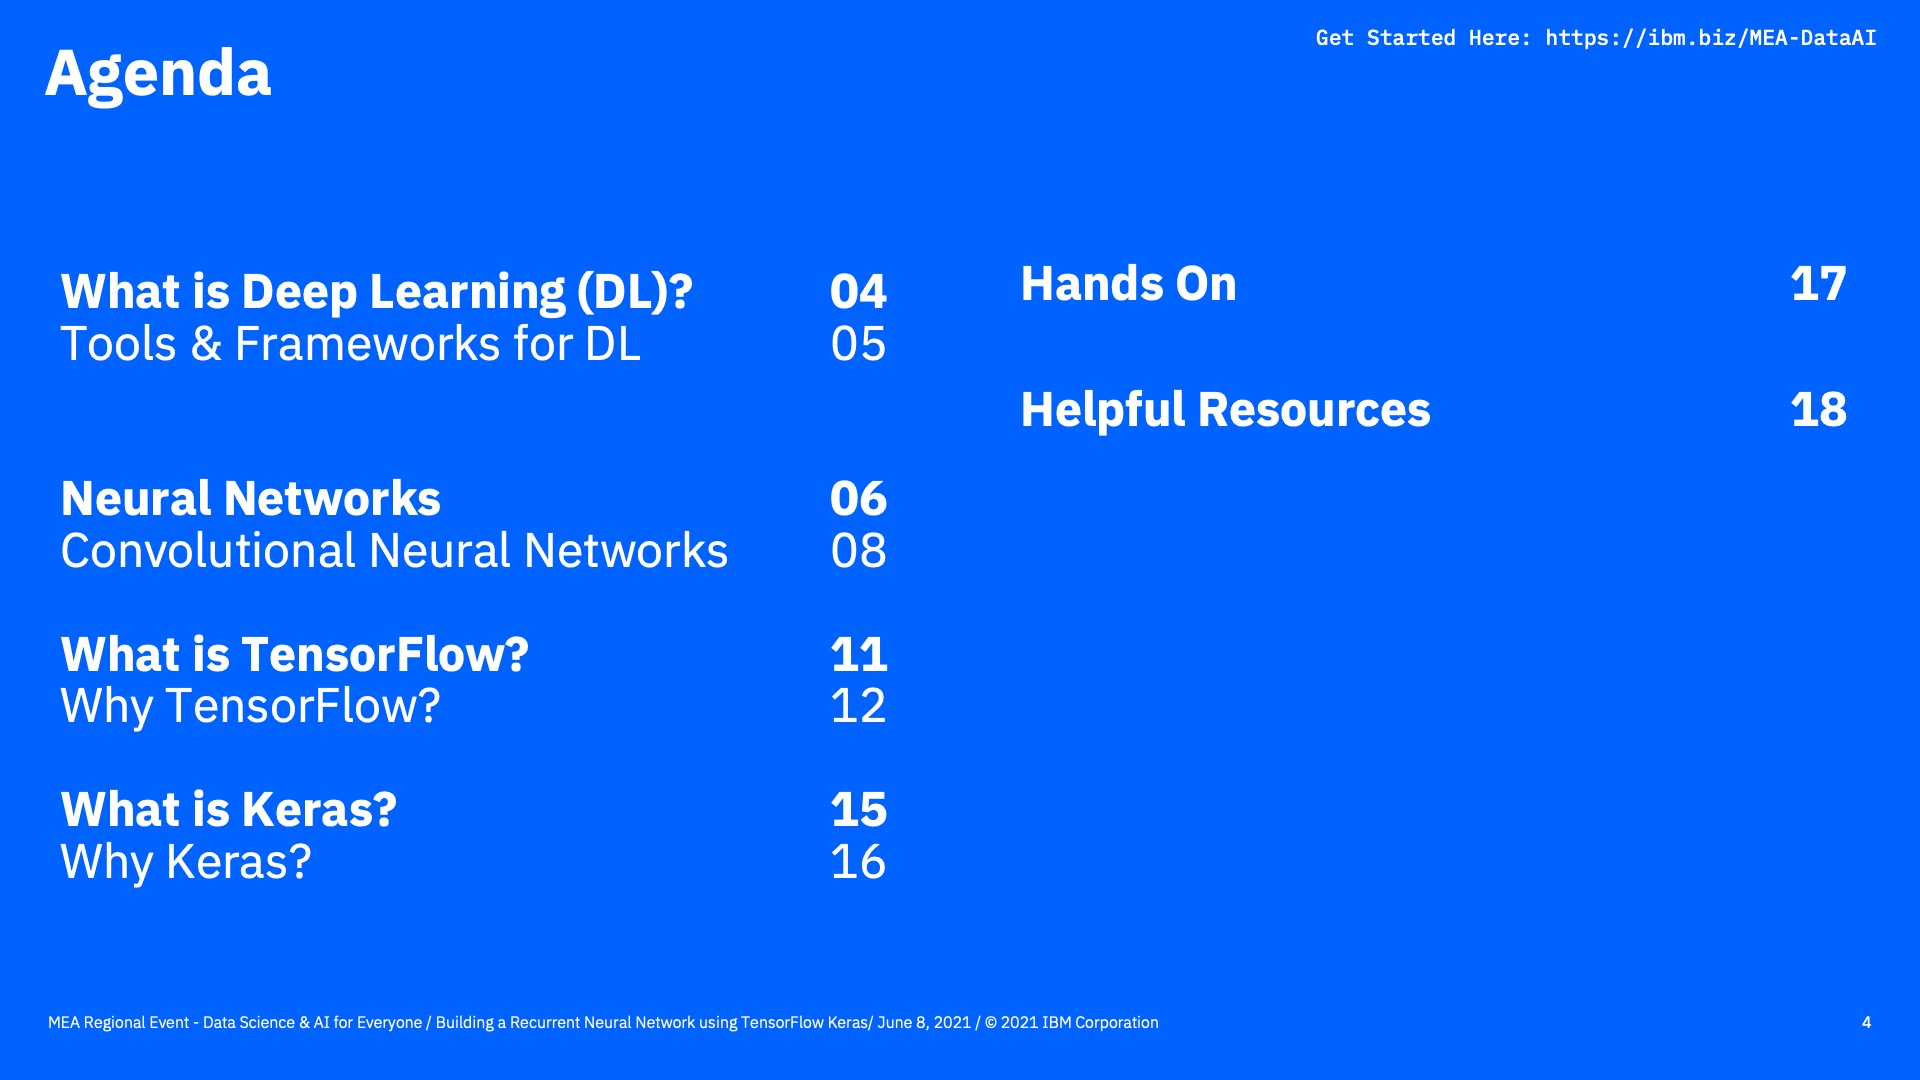 Get Started Here: https://ibm.biz/MEA-DataAI
Agenda
What is Deep Learning (DL)? 04
Tools & Frameworks for DL 05
Neural Networks 06
Convolutional Neural Networks 08
What is TensorFlow? 11
Why TensorFlow? 12
What is Keras? 15
Why Keras? 16
Hands On 17
Helpful Resources 18
MEA Regional Event - Data Science & AI for Everyone / Building a Recurrent Neural Network using TensorFlow Keras/ June 8, 2021 / © 2021 IBM Corporation 4